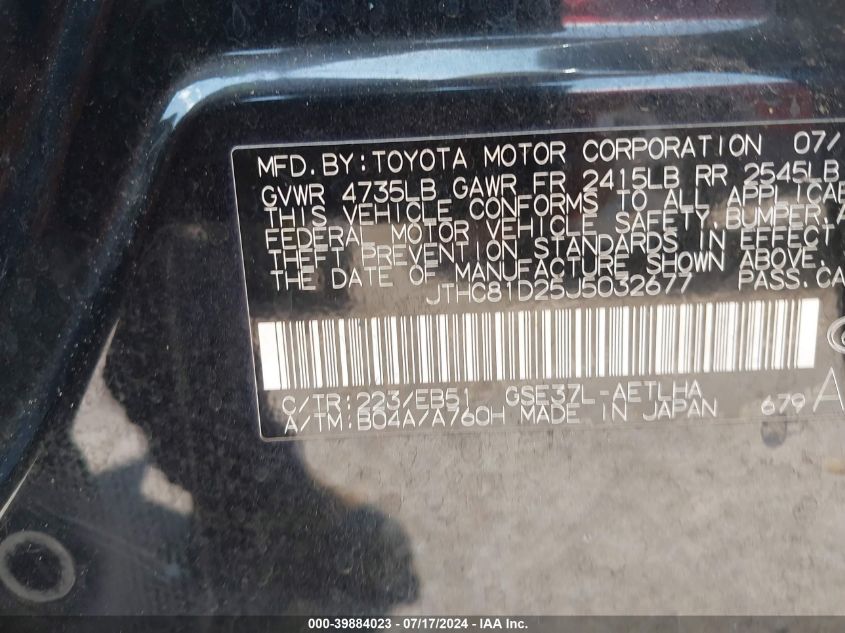 MFD. BY: TOYOTA MOTOR CORPORATION 07/
GVWR 4735LB GAWR FR 2415LB RR 2545LB
THIS VEHICLE CONFORMS TO ALL APPLICAB
FEDERAL MOTOR VEHICLE SAFETY, BUMPER, A
THEFT PREVENTION STANDARDS IN EFFECT
THE DATE OF MANUFACTURE SHOWN ABOVE.
JTHC81D25J5032677 PASS. CA
C/TR: 223/EB51 GSE37L-AETLHA
A/TM: B04A/A760H MADE IN JAPAN 679 A
000-39884023 - 07/17/2024 - IAA Inc.